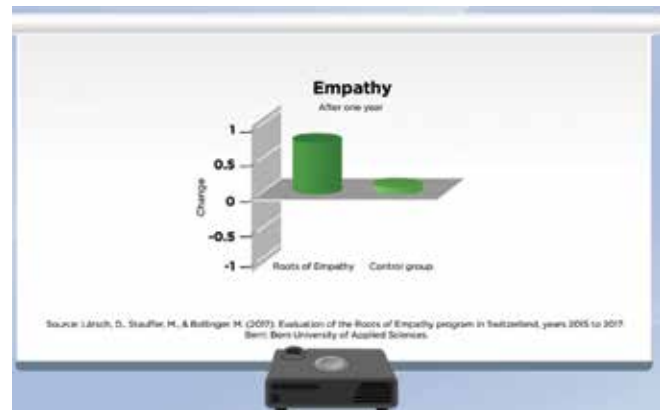 Empathy
After one year
1
0.5
0
-0.5
-1
Change
Roots of Empathy Control group
Source: Lätsch, D., Stauffer, M., & Bollinger M. (2017). Evaluation of the Roots of Empathy program in Switzerland, years 2015 to 2017.
Bern: Bern University of Applied Sciences.